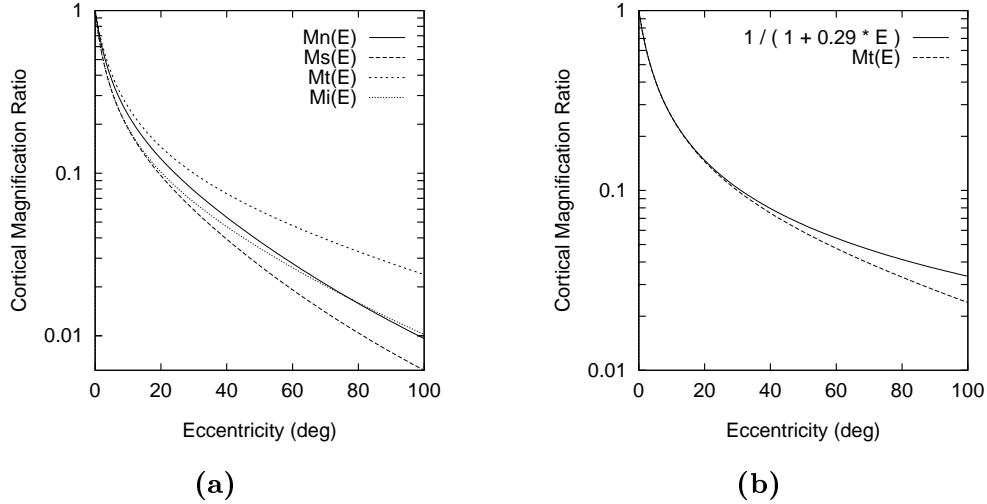 1
0.1
0.01
0 20 40 60 80 100
Cortical Magnification Ratio
Eccentricity (deg)
Mn(E)
Ms(E)
Mt(E)
Mi(E)
(a)
1
0.1
0.01
0 20 40 60 80 100
Cortical Magnification Ratio
Eccentricity (deg)
1 / ( 1 + 0.29 * E )
Mt(E)
(b)